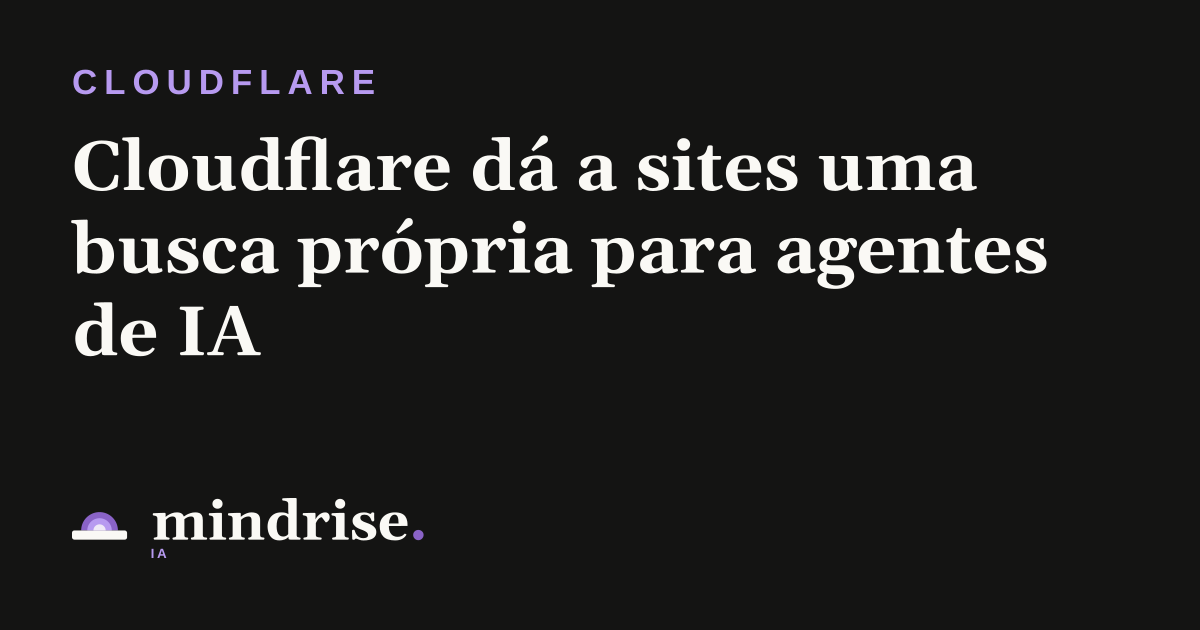 CLOUDFLARE
Cloudflare dá a sites uma
busca própria para agentes
de IA
mindrise.
IA